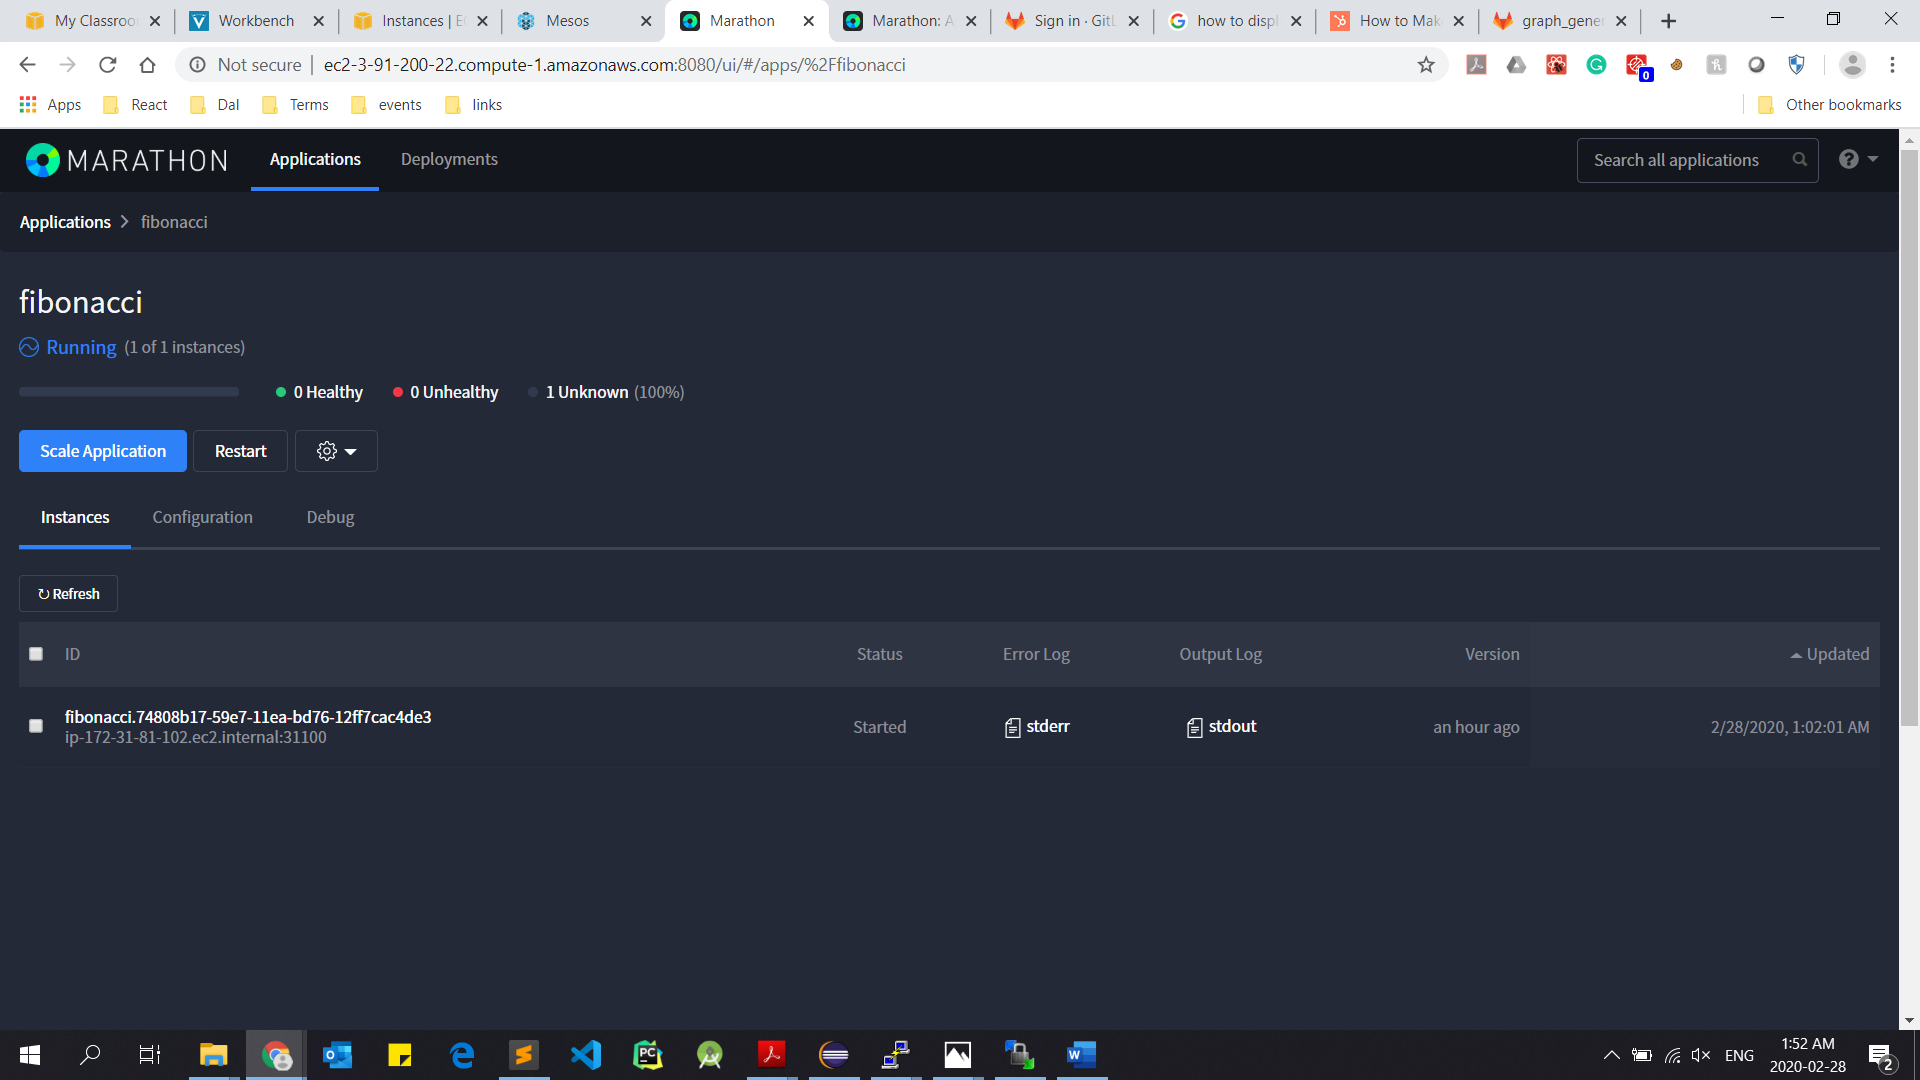 My Classroo
Workbench
Instances | E
Mesos
Marathon
Marathon: A
Sign in · GitL
how to displ
How to Mak
graph_gene
Not secure | ec2-3-91-200-22.compute-1.amazonaws.com:8080/ui/#/apps/%2Ffibonacci
0
Apps React Dal Terms events links Other bookmarks
MARATHON Applications Deployments Search all applications
Applications fibonacci
fibonacci
Running (1 of 1 instances)
0 Healthy 0 Unhealthy 1 Unknown (100%)
Scale Application Restart
Instances Configuration Debug
Refresh
ID Status Error Log Output Log Version Updated
fibonacci.74808b17-59e7-11ea-bd76-12ff7cac4de3
ip-172-31-81-102.ec2.internal:31100
Started stderr stdout an hour ago 2/28/2020, 1:02:01 AM
ENG
1:52 AM
2020-02-28
2